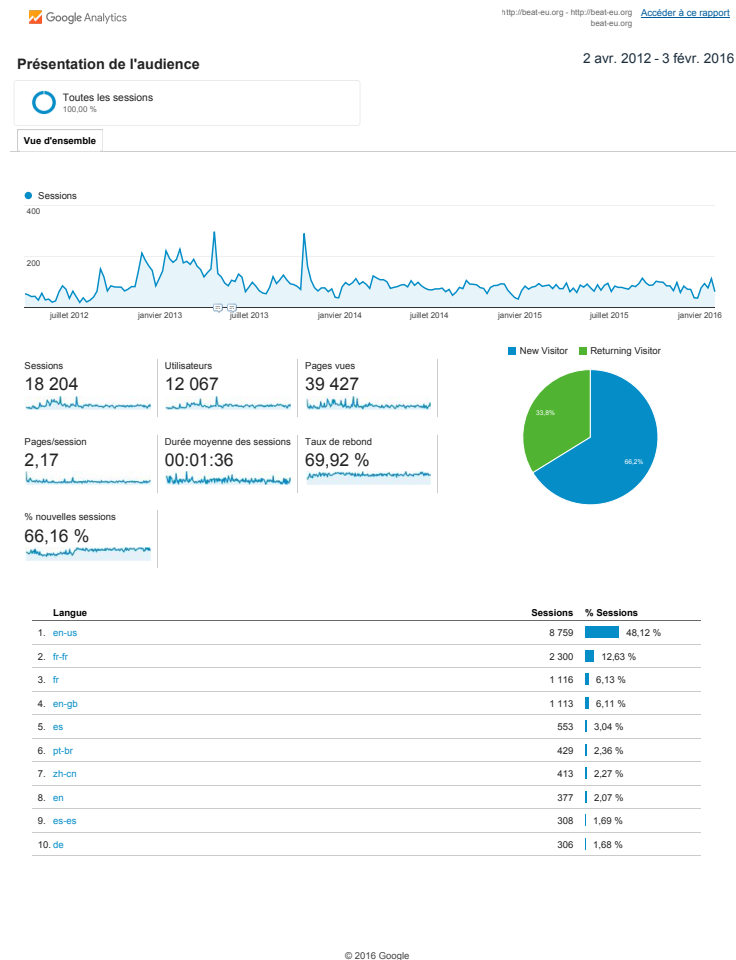 Google Analytics
http://beat-eu.org - http://beat-eu.org
beat-eu.org
Accéder à ce rapport
Présentation de l'audience
2 avr. 2012 - 3 févr. 2016
Toutes les sessions
100,00 %
Vue d'ensemble
Sessions
400
200
juillet 2012 janvier 2013 juillet 2013 janvier 2014 juillet 2014 janvier 2015 juillet 2015 janvier 2016
New Visitor Returning Visitor
Sessions Utilisateurs Pages vues
18 204 12 067 39 427
33,8%
66,2%
Pages/session Durée moyenne des sessions Taux de rebond
2,17 00:01:36 69,92 %
% nouvelles sessions
66,16 %
Langue Sessions % Sessions
1. en-us 8 759 48,12 %
2. fr-fr 2 300 12,63 %
3. fr 1 116 6,13 %
4. en-gb 1 113 6,11 %
5. es 553 3,04 %
6. pt-br 429 2,36 %
7. zh-cn 413 2,27 %
8. en 377 2,07 %
9. es-es 308 1,69 %
10. de 306 1,68 %
© 2016 Google